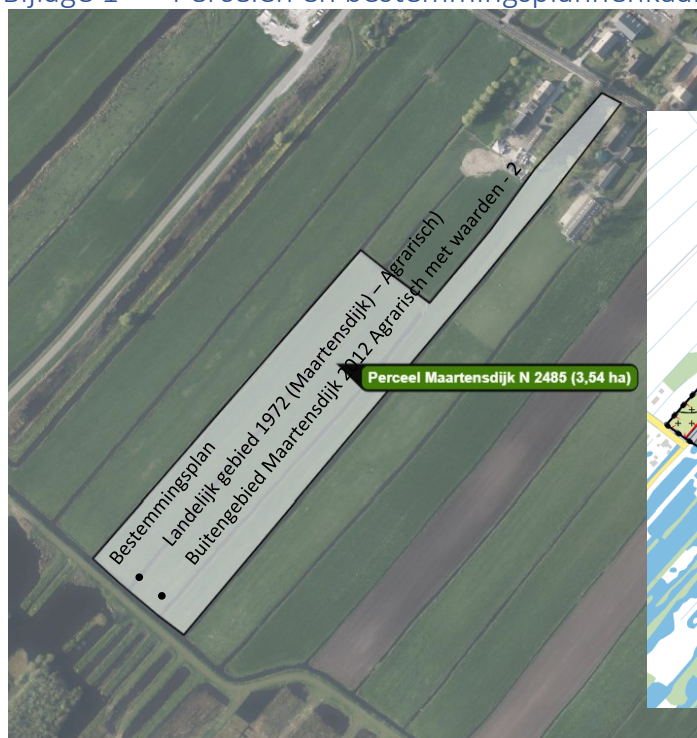 Bijlage 1 Percelen en bestemmingsplannenkaar
Bestemmingsplan
• Landelijk gebied 1972 (Maartensdijk) – Agrarisch)
• Buitengebied Maartensdijk 2012 Agrarisch met waarden - 2
Perceel Maartensdijk N 2485 (3,54 ha)